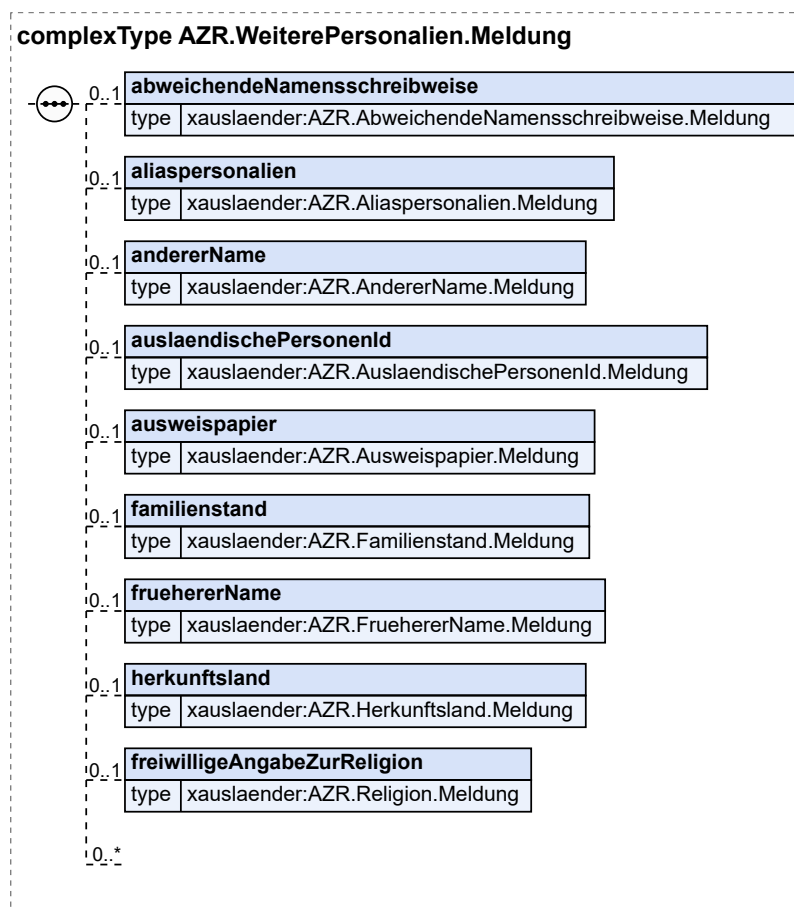 complexType AZR.WeiterePersonalien.Meldung
0..1 abweichendeNamensschreibweise
type xauslaender:AZR.AbweichendeNamensschreibweise.Meldung
0..1 aliaspersonalien
type xauslaender:AZR.Aliaspersonalien.Meldung
0..1 andererName
type xauslaender:AZR.AndererName.Meldung
0..1 auslaendischePersonenId
type xauslaender:AZR.AuslaendischePersonenId.Meldung
0..1 ausweispapier
type xauslaender:AZR.Ausweispapier.Meldung
0..1 familienstand
type xauslaender:AZR.Familienstand.Meldung
0..1 fruehererName
type xauslaender:AZR.FruehererName.Meldung
0..1 herkunftsland
type xauslaender:AZR.Herkunftsland.Meldung
0..1 freiwilligeAngabeZurReligion
type xauslaender:AZR.Religion.Meldung
0..*